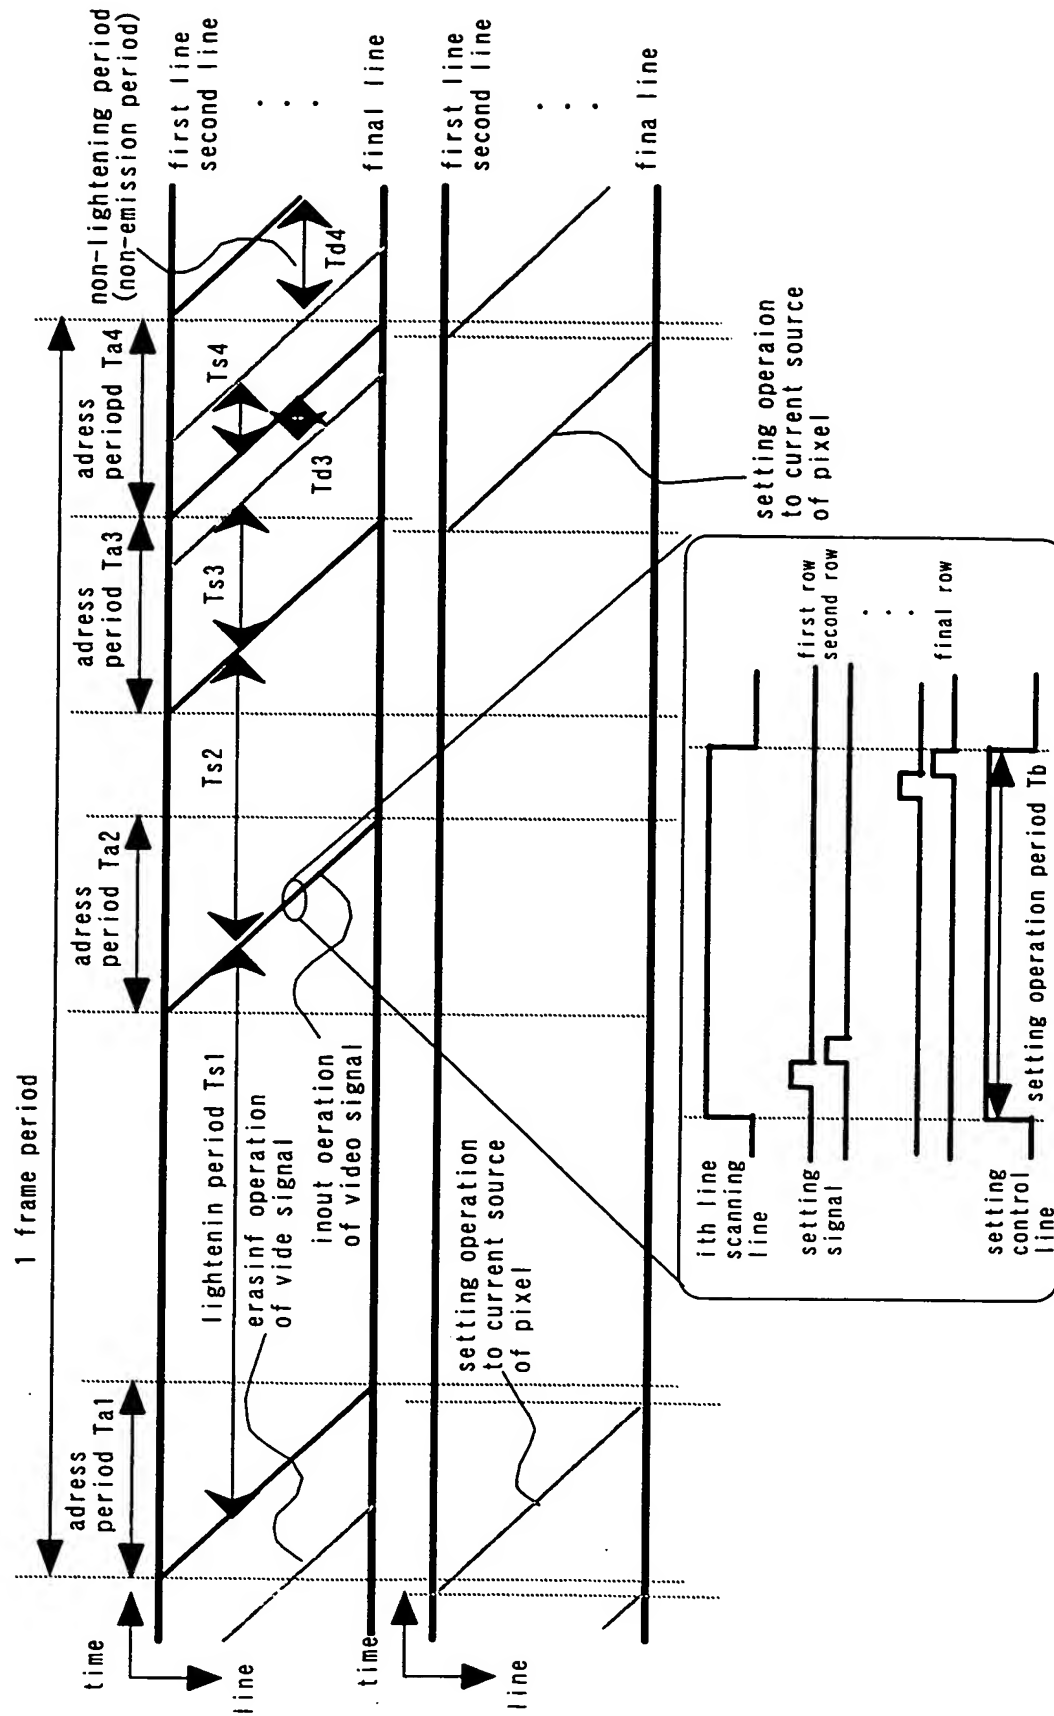 1 frame period
adress
period Ta1
adress
period Ta2
adress
period Ta3
adress
periopd Ta4
non-lightening period
(non-emission period)
time
line
lightenin period Ts1
Ts2
Ts3
Ts4
Td3
Td4
erasinf operation
of vide signal
inout oeration
of video signal
first line
second line
. . .
final line
time
line
setting operation
to current source
of pixel
setting operaion
to current source
of pixel
first line
second line
. . .
fina line
ith line
scanning
line
setting
signal
first row
second row
. . .
final row
setting
control
line
setting operation period Tb